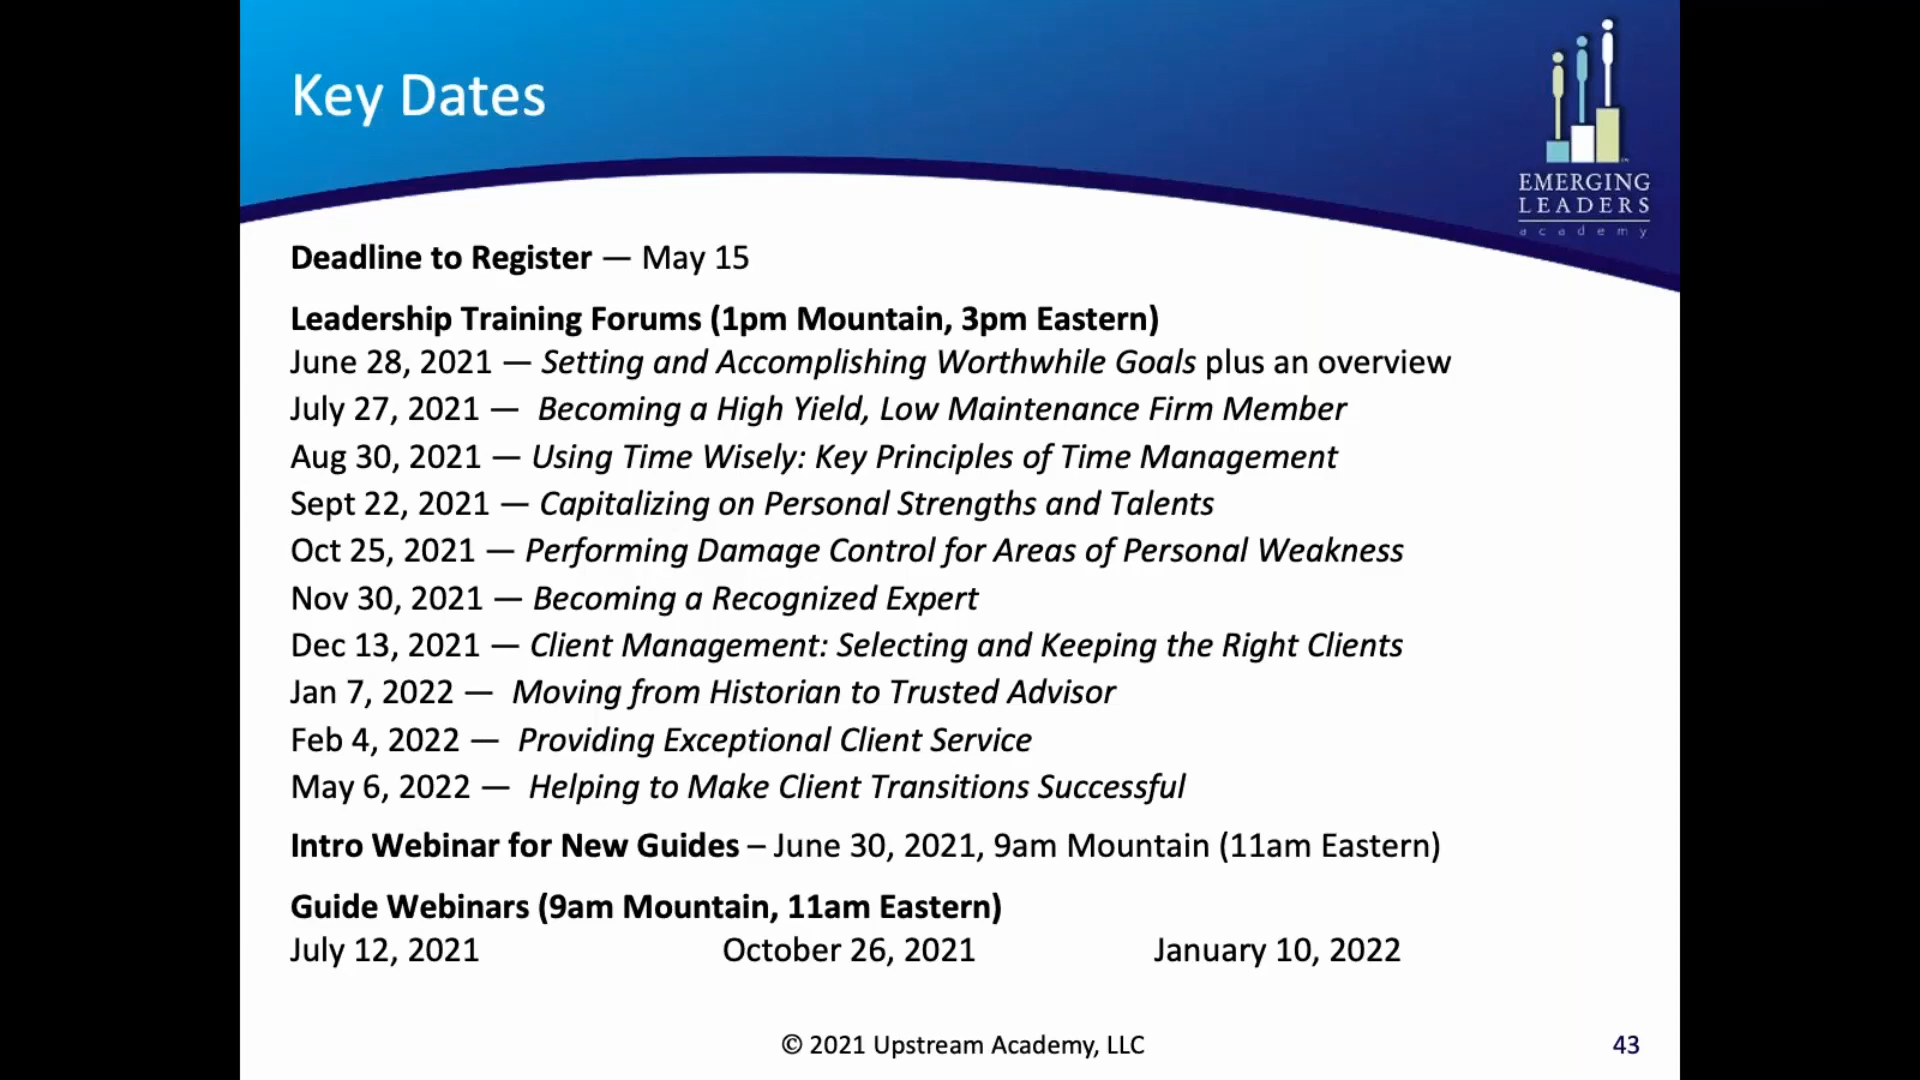 Key Dates
EMERGING
LEADERS
academy
Deadline to Register — May 15
Leadership Training Forums (1pm Mountain, 3pm Eastern)
June 28, 2021 — Setting and Accomplishing Worthwhile Goals plus an overview
July 27, 2021 — Becoming a High Yield, Low Maintenance Firm Member
Aug 30, 2021 — Using Time Wisely: Key Principles of Time Management
Sept 22, 2021 — Capitalizing on Personal Strengths and Talents
Oct 25, 2021 — Performing Damage Control for Areas of Personal Weakness
Nov 30, 2021 — Becoming a Recognized Expert
Dec 13, 2021 — Client Management: Selecting and Keeping the Right Clients
Jan 7, 2022 — Moving from Historian to Trusted Advisor
Feb 4, 2022 — Providing Exceptional Client Service
May 6, 2022 — Helping to Make Client Transitions Successful
Intro Webinar for New Guides – June 30, 2021, 9am Mountain (11am Eastern)
Guide Webinars (9am Mountain, 11am Eastern)
July 12, 2021 October 26, 2021 January 10, 2022
© 2021 Upstream Academy, LLC
43